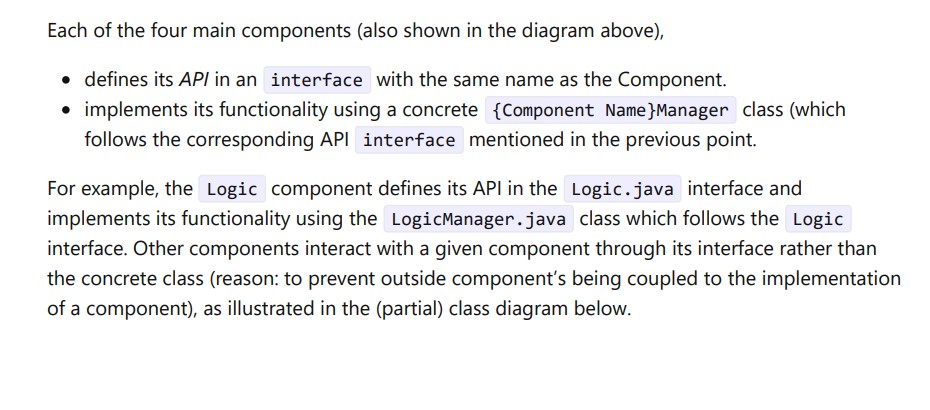 Each of the four main components (also shown in the diagram above),
• defines its API in an interface with the same name as the Component.
• implements its functionality using a concrete {Component Name}Manager class (which
follows the corresponding API interface mentioned in the previous point.
For example, the Logic component defines its API in the Logic.java interface and
implements its functionality using the LogicManager.java class which follows the Logic
interface. Other components interact with a given component through its interface rather than
the concrete class (reason: to prevent outside component's being coupled to the implementation
of a component), as illustrated in the (partial) class diagram below.